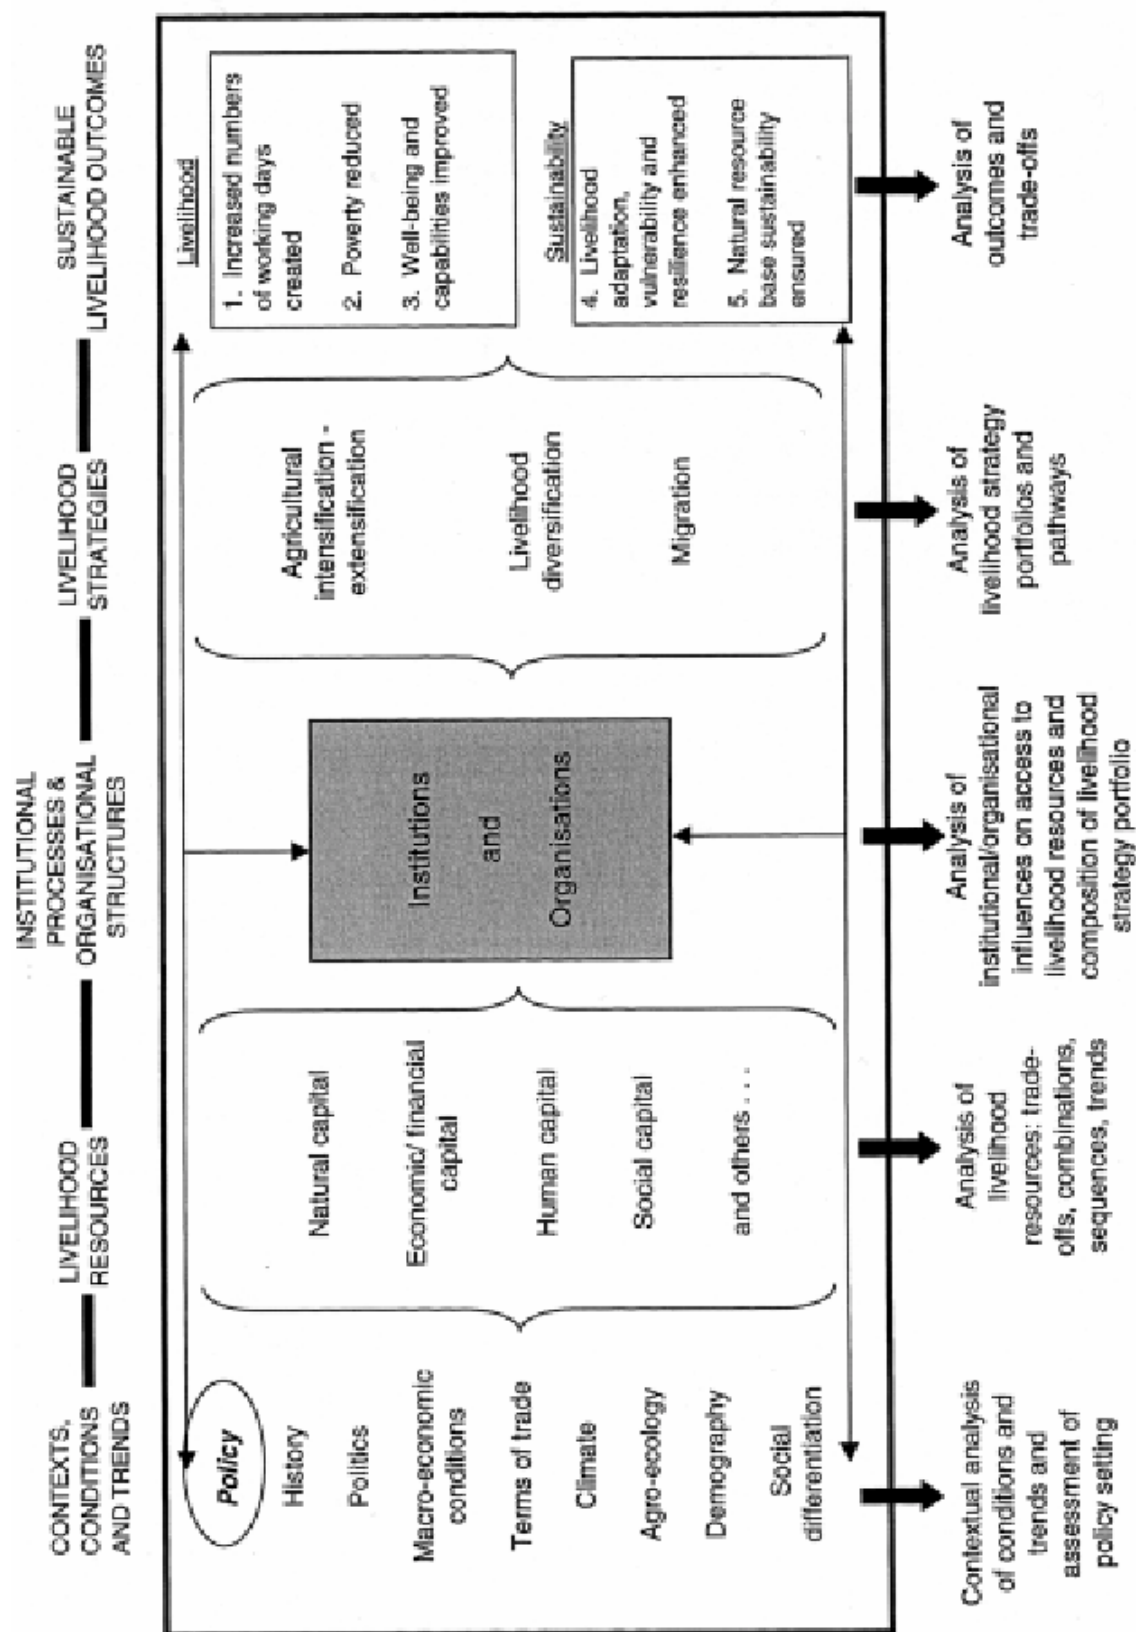 CONTEXTS,
CONDITIONS
AND TRENDS
LIVELIHOOD
RESOURCES
INSTITUTIONAL
PROCESSES &
ORGANISATIONAL
STRUCTURES
LIVELIHOOD
STRATEGIES
SUSTAINABLE
LIVELIHOOD OUTCOMES
Policy
History
Politics
Macro-economic
conditions
Terms of trade
Climate
Agro-ecology
Demography
Social
differentiation
Natural capital
Economic/ financial
capital
Human capital
Social capital
and others . . .
Institutions
and
Organisations
Agricultural
intensification -
extensification
Livelihood
diversification
Migration
Livelihood
1. Increased numbers
of working days
created
2. Poverty reduced
3. Well-being and
capabilities improved
Sustainability
4. Livelihood
adaptation,
vulnerability and
resilience enhanced
5. Natural resource
base sustainability
ensured
Contextual analysis
of conditions and
trends and
assessment of
policy setting
Analysis of
livelihood
resources: trade-
offs, combinations,
sequences, trends
Analysis of
institutional/organisational
influences on access to
livelihood resources and
composition of livelihood
strategy portfolio
Analysis of
livelihood strategy
portfolios and
pathways
Analysis of
outcomes and
trade-offs